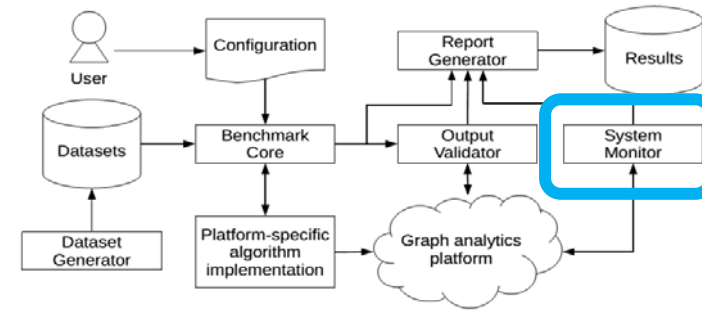 User
Configuration
Report
Generator
Results
Datasets
Benchmark
Core
Output
Validator
System
Monitor
Dataset
Generator
Platform-specific
algorithm
implementation
Graph analytics
platform